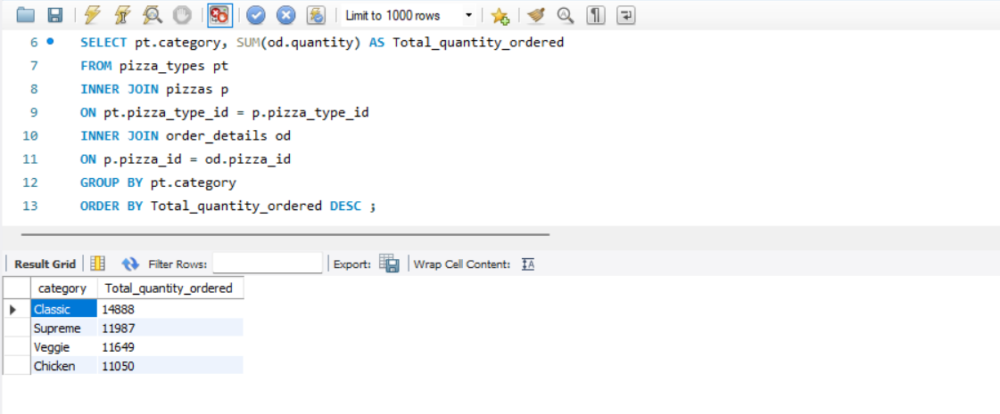 Limit to 1000 rows
6 SELECT pt.category, SUM(od.quantity) AS Total_quantity_ordered
7 FROM pizza_types pt
8 INNER JOIN pizzas p
9 ON pt.pizza_type_id = p.pizza_type_id
10 INNER JOIN order_details od
11 ON p.pizza_id = od.pizza_id
12 GROUP BY pt.category
13 ORDER BY Total_quantity_ordered DESC ;
Result Grid Filter Rows: Export: Wrap Cell Content: IA
category Total_quantity_ordered
Classic 14888
Supreme 11987
Veggie 11649
Chicken 11050